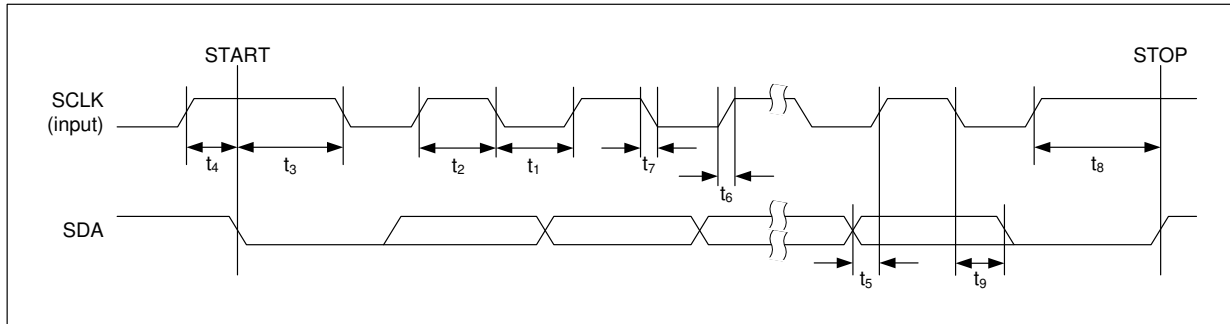 START
STOP
SCLK
(input)
t4
t3
t2
t1
t7
t6
t8
SDA
t5
t9